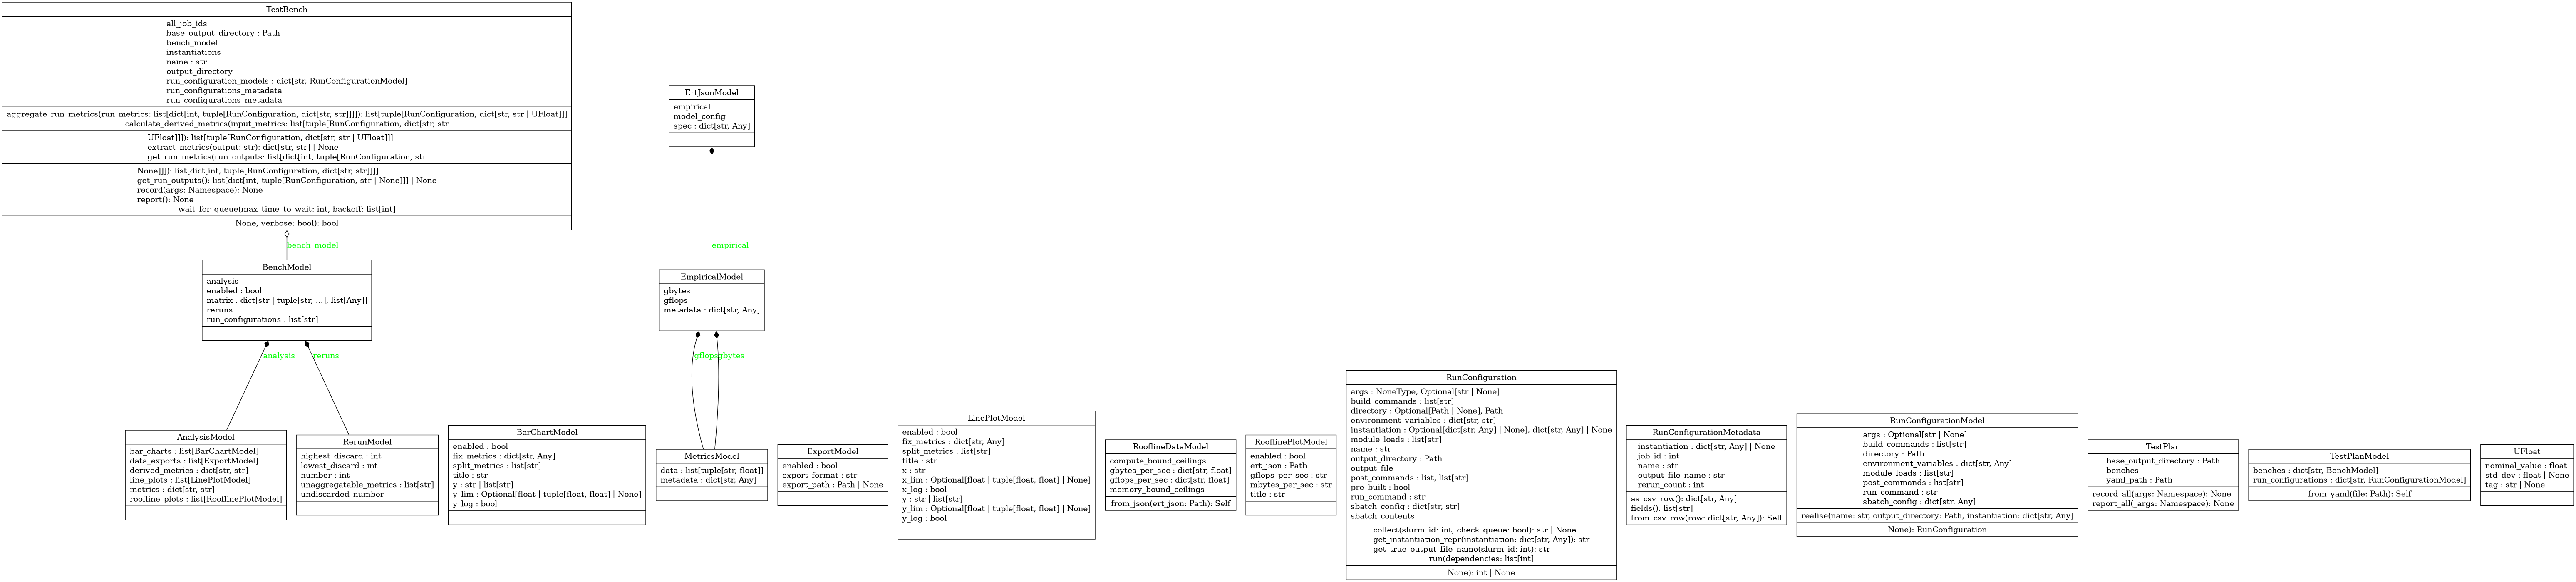 TestBench
all_job_ids
base_output_directory : Path
bench_model
instantiations
name : str
output_directory
run_configuration_models : dict[str, RunConfigurationModel]
run_configurations_metadata
run_configurations_metadata
aggregate_run_metrics(run_metrics: list[dict[int, tuple[RunConfiguration, dict[str, str]]]]): list[tuple[RunConfiguration, dict[str, str | UFloat]]]
calculate_derived_metrics(input_metrics: list[tuple[RunConfiguration, dict[str, str
UFloat]]]): list[tuple[RunConfiguration, dict[str, str | UFloat]]]
extract_metrics(output: str): dict[str, str] | None
get_run_metrics(run_outputs: list[dict[int, tuple[RunConfiguration, str
None]]]): list[dict[int, tuple[RunConfiguration, dict[str, str]]]]
get_run_outputs(): list[dict[int, tuple[RunConfiguration, str | None]]] | None
record(args: Namespace): None
report(): None
wait_for_queue(max_time_to_wait: int, backoff: list[int]
None, verbose: bool): bool
bench_model
BenchModel
analysis
enabled : bool
matrix : dict[str | tuple[str, ...], list[Any]]
reruns
run_configurations : list[str]
analysis
reruns
AnalysisModel
bar_charts : list[BarChartModel]
data_exports : list[ExportModel]
derived_metrics : dict[str, str]
line_plots : list[LinePlotModel]
metrics : dict[str, str]
roofline_plots : list[RooflinePlotModel]
RerunModel
highest_discard : int
lowest_discard : int
number : int
unaggregatable_metrics : list[str]
undiscarded_number
BarChartModel
enabled : bool
fix_metrics : dict[str, Any]
split_metrics : list[str]
title : str
y : str | list[str]
y_lim : Optional[float | tuple[float, float] | None]
y_log : bool
ErtJsonModel
empirical
model_config
spec : dict[str, Any]
empirical
EmpiricalModel
gbytes
gflops
metadata : dict[str, Any]
gflops
gbytes
MetricsModel
data : list[tuple[str, float]]
metadata : dict[str, Any]
ExportModel
enabled : bool
export_format : str
export_path : Path | None
LinePlotModel
enabled : bool
fix_metrics : dict[str, Any]
split_metrics : list[str]
title : str
x : str
x_lim : Optional[float | tuple[float, float] | None]
x_log : bool
y : str | list[str]
y_lim : Optional[float | tuple[float, float] | None]
y_log : bool
RooflineDataModel
compute_bound_ceilings
gbytes_per_sec : dict[str, float]
gflops_per_sec : dict[str, float]
memory_bound_ceilings
from_json(ert_json: Path): Self
RooflinePlotModel
enabled : bool
ert_json : Path
gflops_per_sec : str
mbytes_per_sec : str
title : str
RunConfiguration
args : NoneType, Optional[str | None]
build_commands : list[str]
directory : Optional[Path | None], Path
environment_variables : dict[str, str]
instantiation : Optional[dict[str, Any] | None], dict[str, Any] | None
module_loads : list[str]
name : str
output_directory : Path
output_file
post_commands : list, list[str]
pre_built : bool
run_command : str
sbatch_config : dict[str, str]
sbatch_contents
collect(slurm_id: int, check_queue: bool): str | None
get_instantiation_repr(instantiation: dict[str, Any]): str
get_true_output_file_name(slurm_id: int): str
run(dependencies: list[int]
None): int | None
RunConfigurationMetadata
instantiation : dict[str, Any] | None
job_id : int
name : str
output_file_name : str
rerun_count : int
as_csv_row(): dict[str, Any]
fields(): list[str]
from_csv_row(row: dict[str, Any]): Self
RunConfigurationModel
args : Optional[str | None]
build_commands : list[str]
directory : Path
environment_variables : dict[str, Any]
module_loads : list[str]
post_commands : list[str]
run_command : str
sbatch_config : dict[str, Any]
realise(name: str, output_directory: Path, instantiation: dict[str, Any]
None): RunConfiguration
TestPlan
base_output_directory : Path
benches
yaml_path : Path
record_all(args: Namespace): None
report_all(_args: Namespace): None
TestPlanModel
benches : dict[str, BenchModel]
run_configurations : dict[str, RunConfigurationModel]
from_yaml(file: Path): Self
UFloat
nominal_value : float
std_dev : float | None
tag : str | None